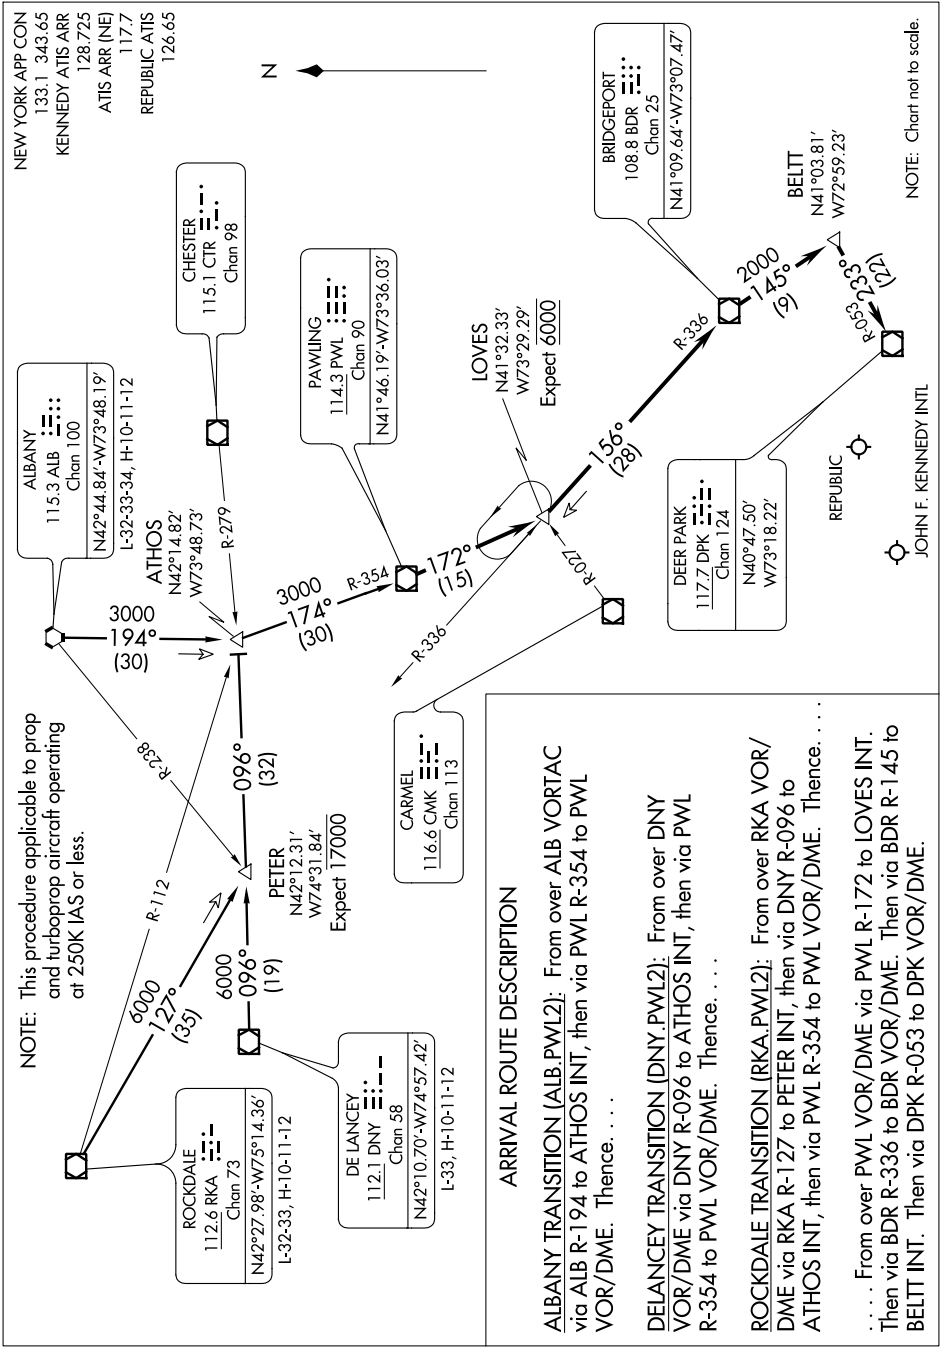 NEW YORK APP CON
133.1 343.65
KENNEDY ATIS ARR
128.725
ATIS ARR (NE)
117.7
REPUBLIC ATIS
126.65
NOTE: This procedure applicable to prop
and turboprop aircraft operating
at 250K IAS or less.
N
ALBANY
115.3 ALB
Chan 100
N42°44.84'-W73°48.19'
L-32-33-34, H-10-11-12
CHESTER
115.1 CTR
Chan 98
ROCKDALE
112.6 RKA
Chan 73
N42°27.98'-W75°14.36'
L-32-33, H-10-11-12
DE LANCEY
112.1 DNY
Chan 58
N42°10.70'-W74°57.42'
L-33, H-10-11-12
R-112
6000
127°
(35)
6000
096°
(19)
R-238
PETER
N42°12.31'
W74°31.84'
Expect 17000
096°
(32)
3000
194°
(30)
ATHOS
N42°14.82'
W73°48.73'
R-279
3000
174°
(30)
R-354
PAWLING
114.3 PWL
Chan 90
N41°46.19'-W73°36.03'
172°
(15)
R-336
CARMEL
116.6 CMK
Chan 113
R-027
LOVES
N41°32.33'
W73°29.29'
Expect 6000
156°
(28)
R-336
BRIDGEPORT
108.8 BDR
Chan 25
N41°09.64'-W73°07.47'
2000
145°
(9)
BELTT
N41°03.81'
W72°59.23'
R-053
233°
(22)
DEER PARK
117.7 DPK
Chan 124
N40°47.50'
W73°18.22'
REPUBLIC
JOHN F. KENNEDY INTL
NOTE: Chart not to scale.
ARRIVAL ROUTE DESCRIPTION
ALBANY TRANSITION (ALB.PWL2): From over ALB VORTAC
via ALB R-194 to ATHOS INT, then via PWL R-354 to PWL
VOR/DME. Thence. . . .
DELANCEY TRANSITION (DNY.PWL2): From over DNY
VOR/DME via DNY R-096 to ATHOS INT, then via PWL
R-354 to PWL VOR/DME. Thence. . . .
ROCKDALE TRANSITION (RKA.PWL2): From over RKA VOR/
DME via RKA R-127 to PETER INT, then via DNY R-096 to
ATHOS INT, then via PWL R-354 to PWL VOR/DME. Thence. . . .
. . . . From over PWL VOR/DME via PWL R-172 to LOVES INT.
Then via BDR R-336 to BDR VOR/DME. Then via BDR R-145 to
BELTT INT. Then via DPK R-053 to DPK VOR/DME.